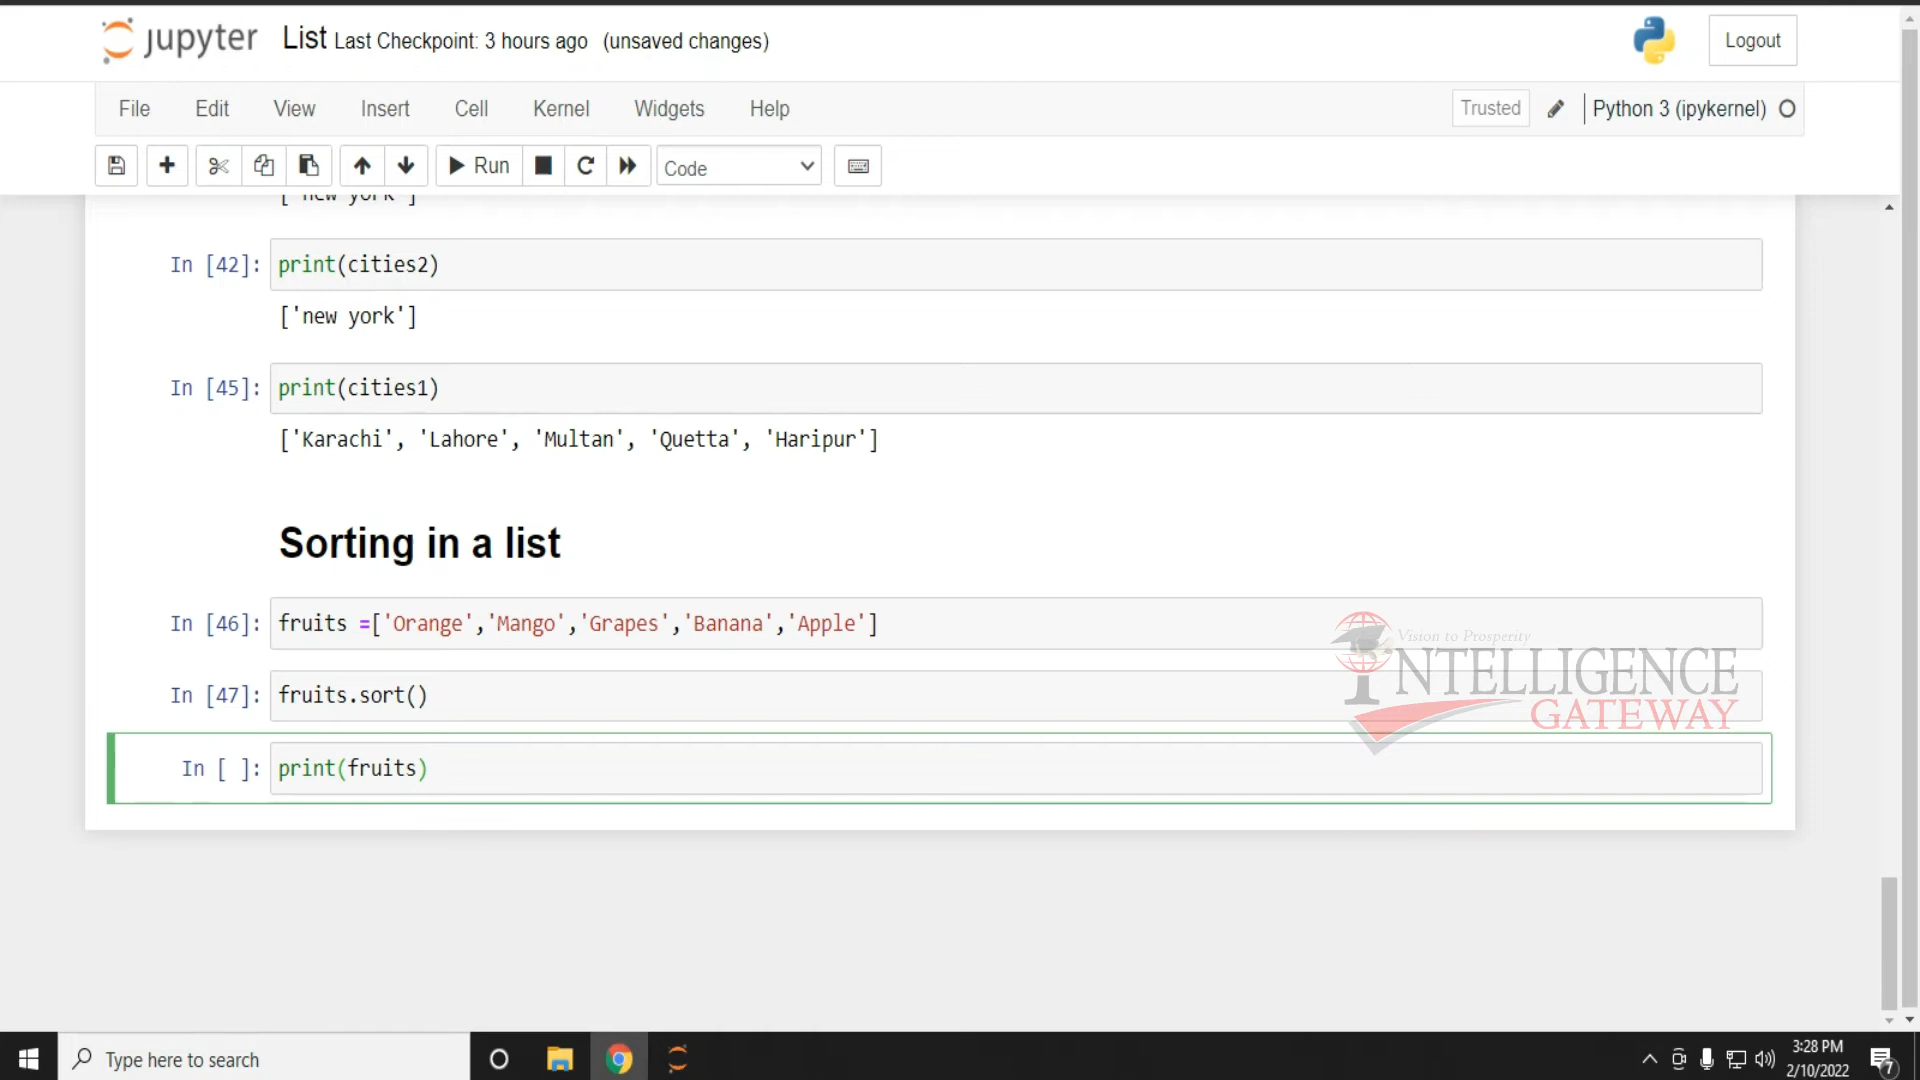 jupyter List Last Checkpoint: 3 hours ago (unsaved changes) Logout
File Edit View Insert Cell Kernel Widgets Help Trusted Python 3 (ipykernel)
Run Code
['new york']
In [42]: print(cities2)
['new york']
In [45]: print(cities1)
['Karachi', 'Lahore', 'Multan', 'Quetta', 'Haripur']
Sorting in a list
In [46]: fruits =['Orange','Mango','Grapes','Banana','Apple']
Vision to Prosperity
INTELLIGENCE
GATEWAY
In [47]: fruits.sort()
In [ ]: print(fruits)
Type here to search
3:28 PM
2/10/2022
7